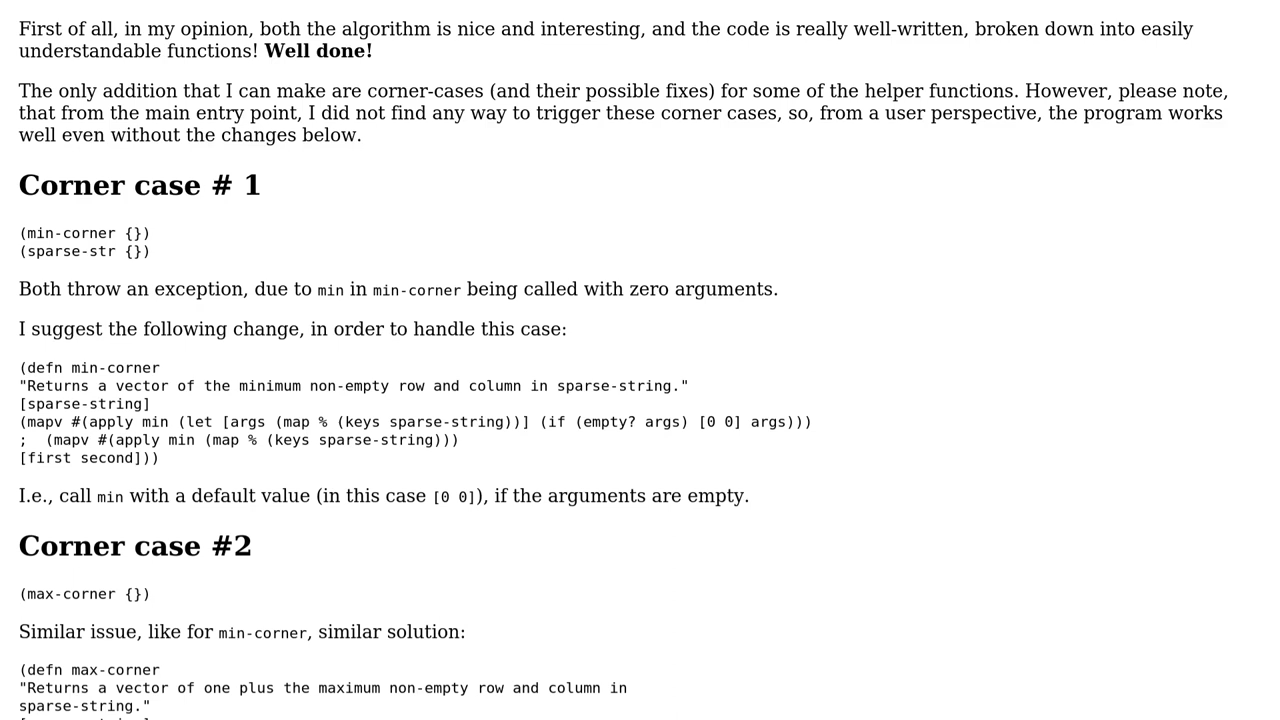 First of all, in my opinion, both the algorithm is nice and interesting, and the code is really well-written, broken down into easily
understandable functions! Well done!
The only addition that I can make are corner-cases (and their possible fixes) for some of the helper functions. However, please note,
that from the main entry point, I did not find any way to trigger these corner cases, so, from a user perspective, the program works
well even without the changes below.
Corner case # 1
(min-corner {})
(sparse-str {})
Both throw an exception, due to min in min-corner being called with zero arguments.
I suggest the following change, in order to handle this case:
(defn min-corner
"Returns a vector of the minimum non-empty row and column in sparse-string."
[sparse-string]
(mapv #(apply min (let [args (map % (keys sparse-string))] (if (empty? args) [0 0] args)))
;  (mapv #(apply min (map % (keys sparse-string)))
[first second]))
I.e., call min with a default value (in this case [0 0]), if the arguments are empty.
Corner case #2
(max-corner {})
Similar issue, like for min-corner, similar solution:
(defn max-corner
"Returns a vector of one plus the maximum non-empty row and column in
sparse-string."